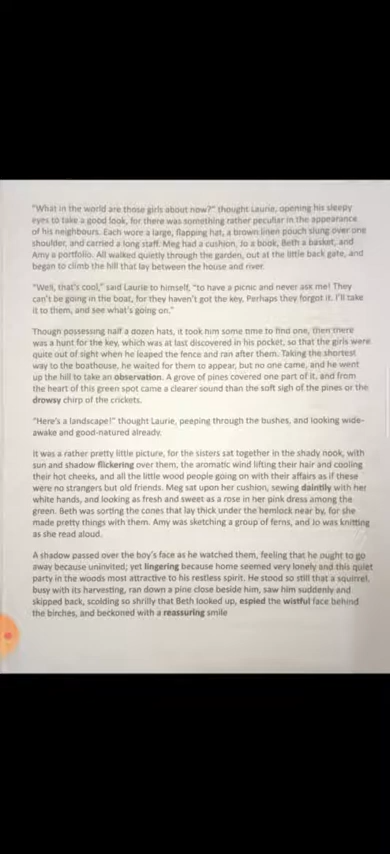 "What in the world are those girls about now?" thought Laurie, opening his sleepy
eyes to take a good look, for there was something rather peculiar in the appearance
of his neighbours. Each wore a large, flapping hat, a brown linen pouch slung over one
shoulder, and carried a long staff. Meg had a cushion, Jo a book, Beth a basket, and
Amy a portfolio. All walked quietly through the garden, out at the little back gate, and
began to climb the hill that lay between the house and river.
"Well, that's cool," said Laurie to himself, "to have a picnic and never ask me! They
can't be going in the boat, for they haven't got the key. Perhaps they forgot it. I'll take
it to them, and see what's going on."
Though possessing half a dozen hats, it took him some time to find one, then there
was a hunt for the key, which was at last discovered in his pocket, so that the girls were
quite out of sight when he leaped the fence and ran after them. Taking the shortest
way to the boathouse, he waited for them to appear, but no one came, and he went
up the hill to take an observation. A grove of pines covered one part of it, and from
the heart of this green spot came a clearer sound than the soft sigh of the pines or the
drowsy chirp of the crickets.
"Here's a landscape!" thought Laurie, peeping through the bushes, and looking wide-
awake and good-natured already.
It was a rather pretty little picture, for the sisters sat together in the shady nook, with
sun and shadow flickering over them, the aromatic wind lifting their hair and cooling
their hot cheeks, and all the little wood people going on with their affairs as if these
were no strangers but old friends. Meg sat upon her cushion, sewing daintily with her
white hands, and looking as fresh and sweet as a rose in her pink dress among the
green. Beth was sorting the cones that lay thick under the hemlock near by, for she
made pretty things with them. Amy was sketching a group of ferns, and Jo was knitting
as she read aloud.
A shadow passed over the boy's face as he watched them, feeling that he ought to go
away because uninvited; yet lingering because home seemed very lonely and this quiet
party in the woods most attractive to his restless spirit. He stood so still that a squirrel,
busy with its harvesting, ran down a pine close beside him, saw him suddenly and
skipped back, scolding so shrilly that Beth looked up, espied the wistful face behind
the birches, and beckoned with a reassuring smile